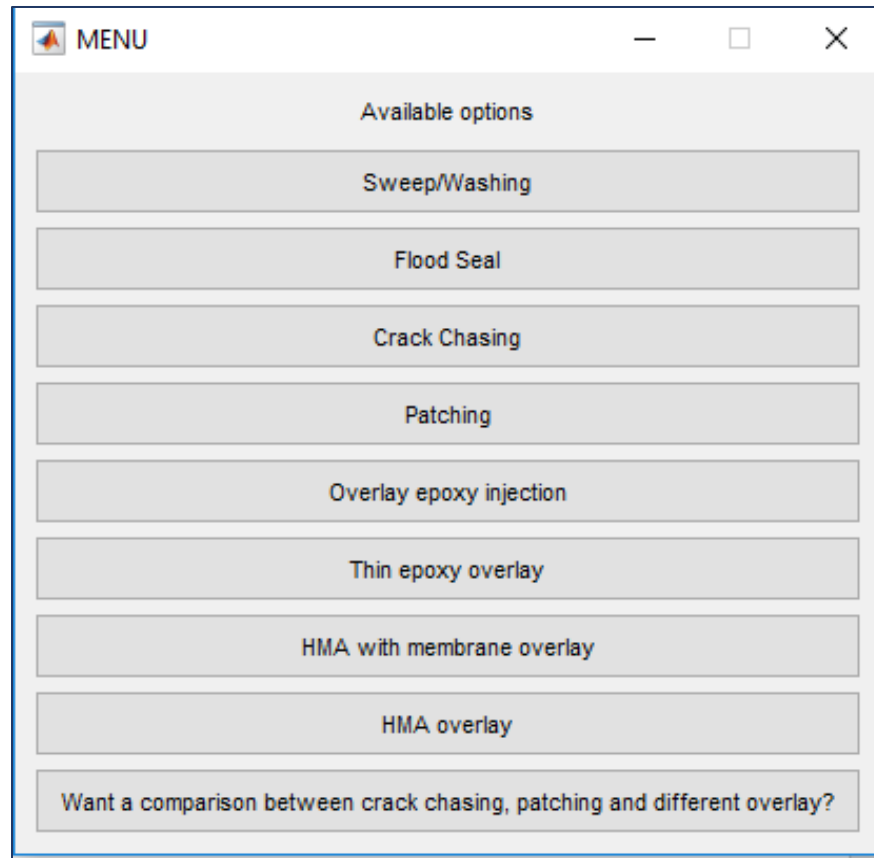 MENU
Available options
Sweep/Washing
Flood Seal
Crack Chasing
Patching
Overlay epoxy injection
Thin epoxy overlay
HMA with membrane overlay
HMA overlay
Want a comparison between crack chasing, patching and different overlay?